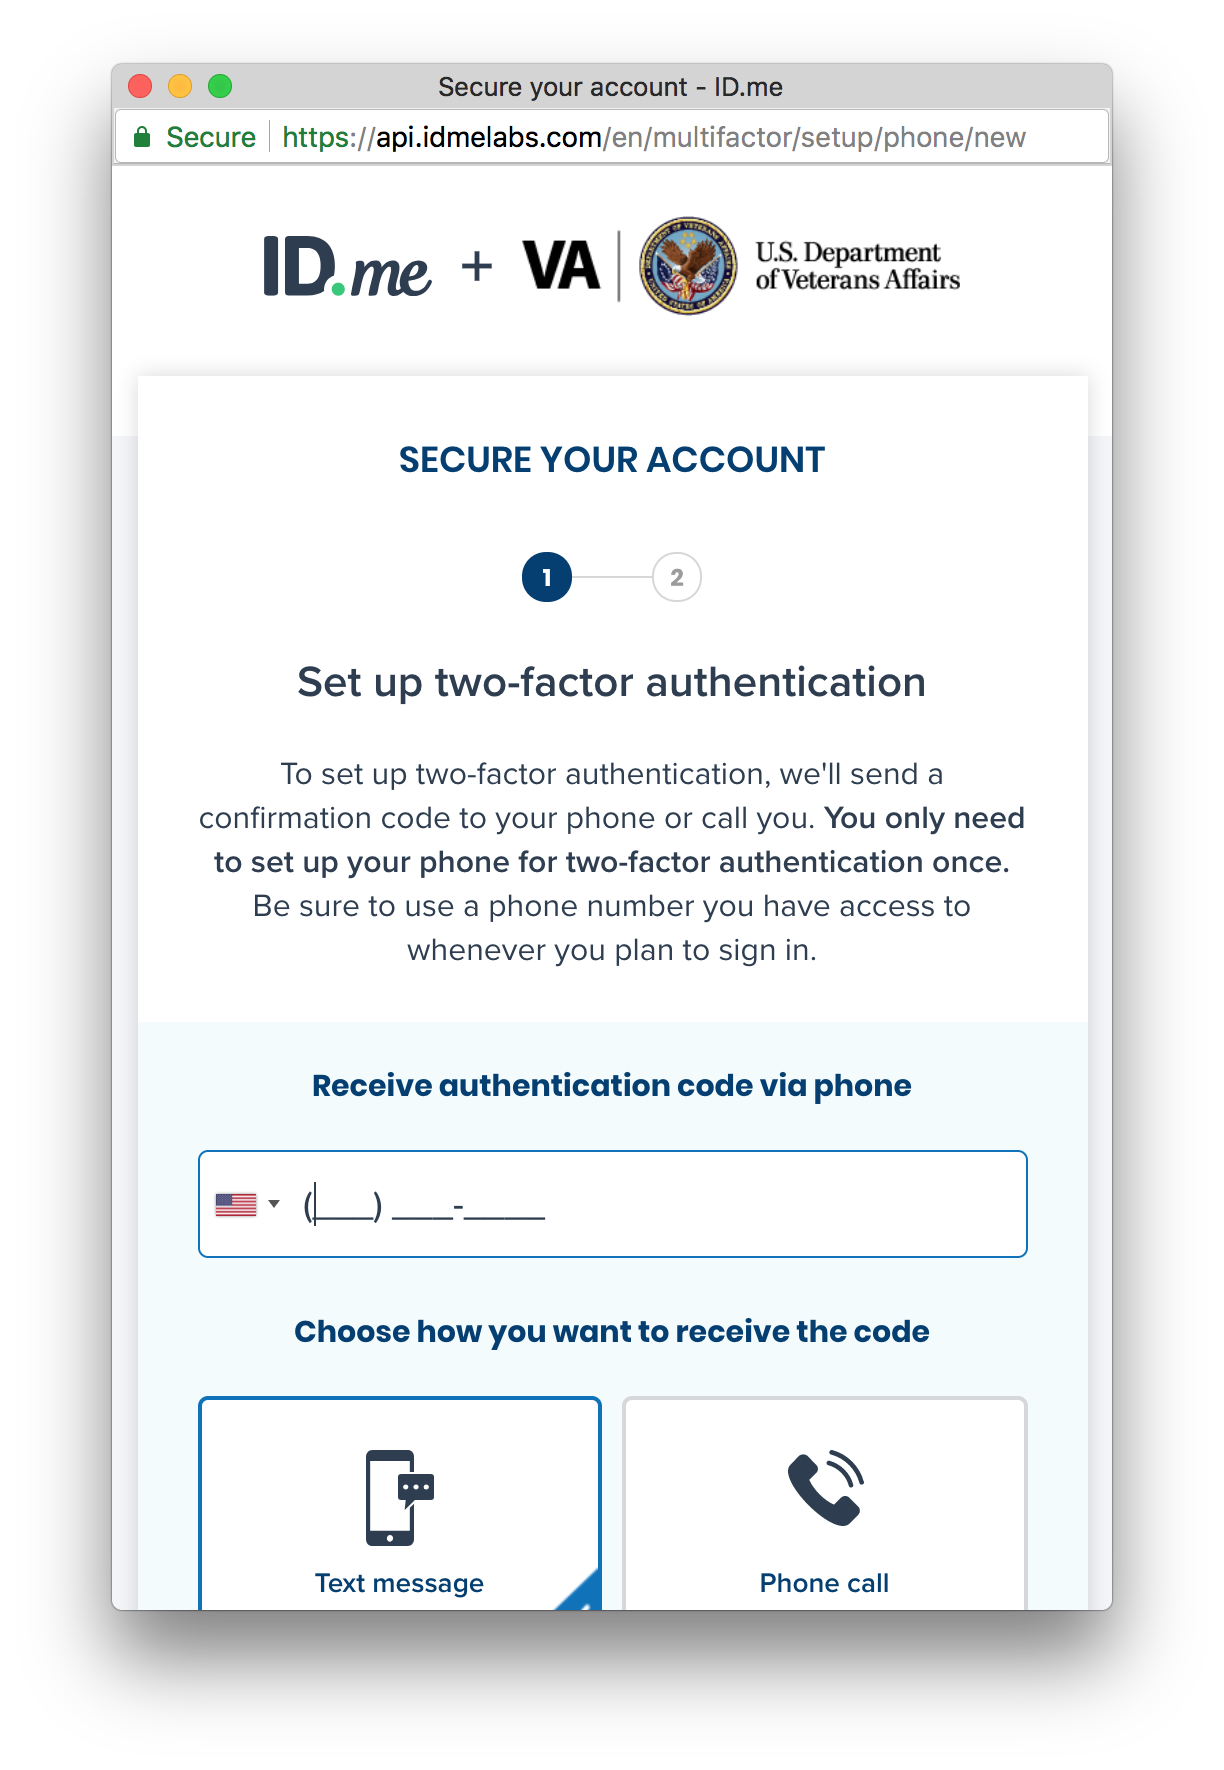 Secure your account - ID.me
Secure https://api.idmelabs.com/en/multifactor/setup/phone/new
ID.me + VA U.S. Department
of Veterans Affairs
SECURE YOUR ACCOUNT
1 2
Set up two-factor authentication
To set up two-factor authentication, we'll send a
confirmation code to your phone or call you. You only need
to set up your phone for two-factor authentication once.
Be sure to use a phone number you have access to
whenever you plan to sign in.
Receive authentication code via phone
(___) ___-____
Choose how you want to receive the code
Text message Phone call